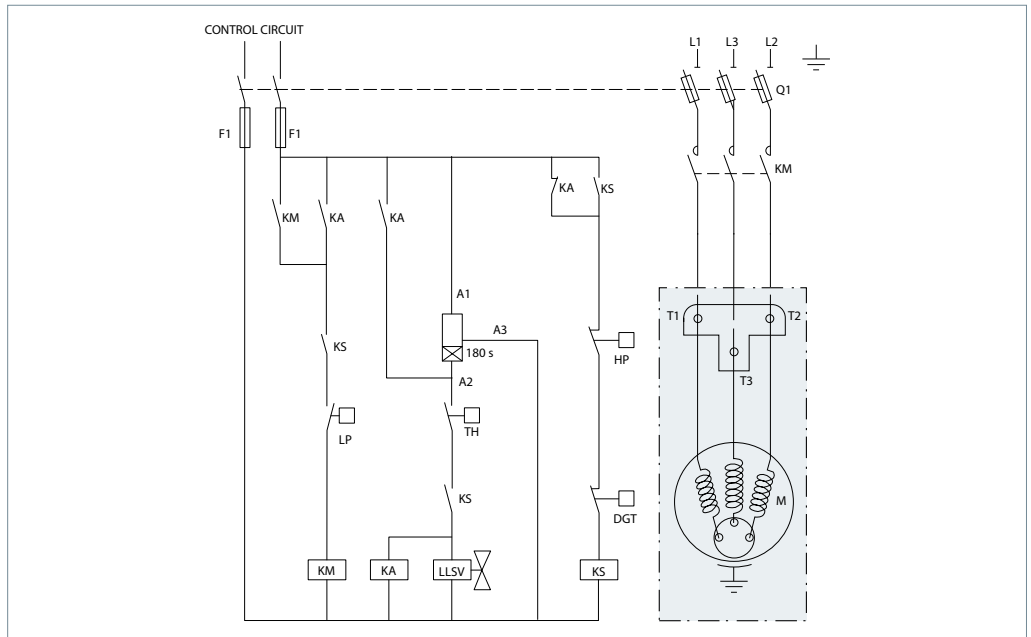 CONTROL CIRCUIT
L1 L3 L2
Q1
F1 F1
KM
KA KS
KM KA KA
A1
T1 T2
A3
KS 180 s
HP
T3
A2
LP TH
KS M
DGT
KM KA LLSV KS